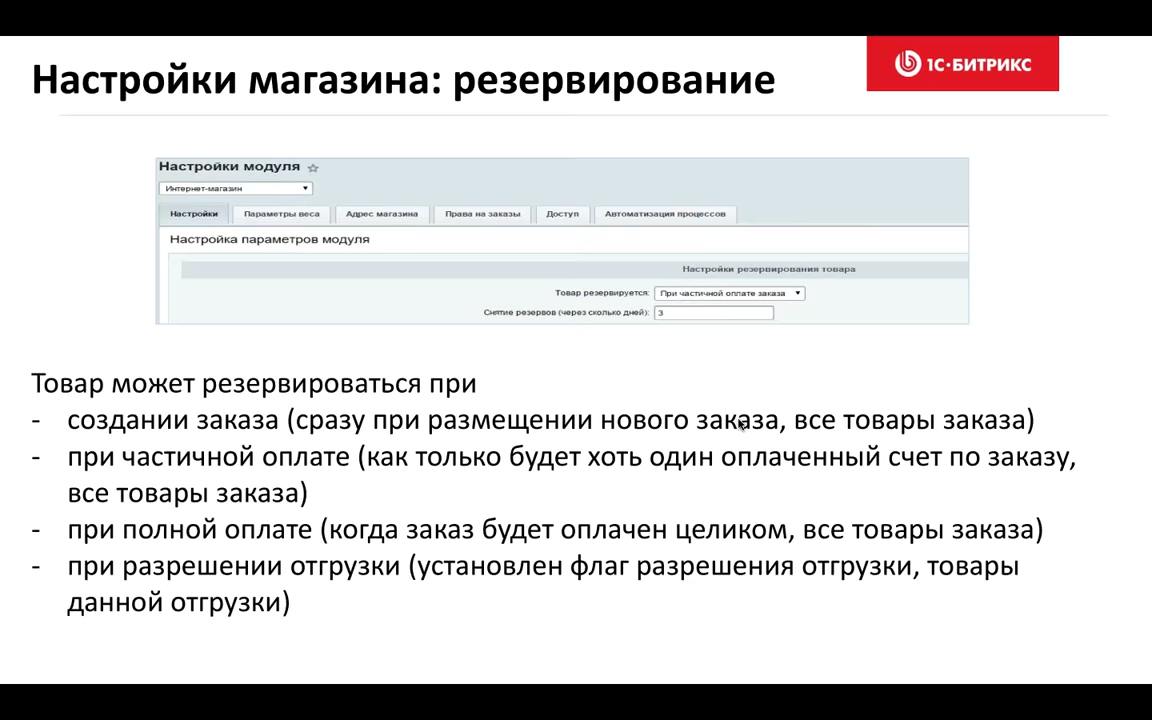 Настройки магазина: резервирование
1С·БИТРИКС
Настройки модуля
Интернет-магазин
Настройки Параметры веса Адрес магазина Права на заказы Доступ Автоматизация процессов
Настройка параметров модуля
Настройки резервирования товара
Товар резервируется: При частичной оплате заказа
Снятие резервов (через сколько дней): 3
Товар может резервироваться при
- создании заказа (сразу при размещении нового заказа, все товары заказа)
- при частичной оплате (как только будет хоть один оплаченный счет по заказу,
все товары заказа)
- при полной оплате (когда заказ будет оплачен целиком, все товары заказа)
- при разрешении отгрузки (установлен флаг разрешения отгрузки, товары
данной отгрузки)